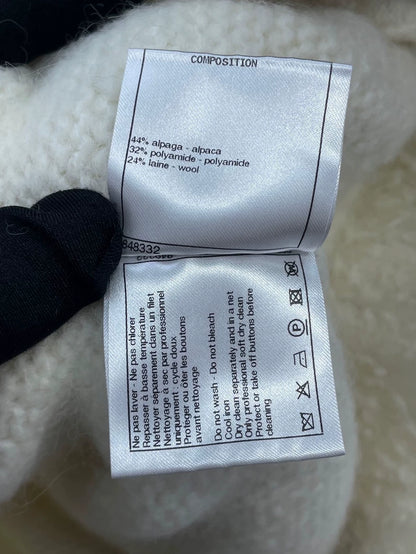 COMPOSITION
44% alpaga - alpaca
32% polyamide - polyamide
24% laine - wool
848332
Ne pas laver - Ne pas chlorer
Repasser à basse température
Nettoyer séparement dans un filet
Nettoyage à sec par professionnel
uniquement : cycle doux
Protéger ou ôter les boutons
avant nettoyage
Do not wash - Do not bleach
Cool iron
Dry clean separately and in a net
Only professional soft dry clean
Protect or take off buttons before
cleaning
P